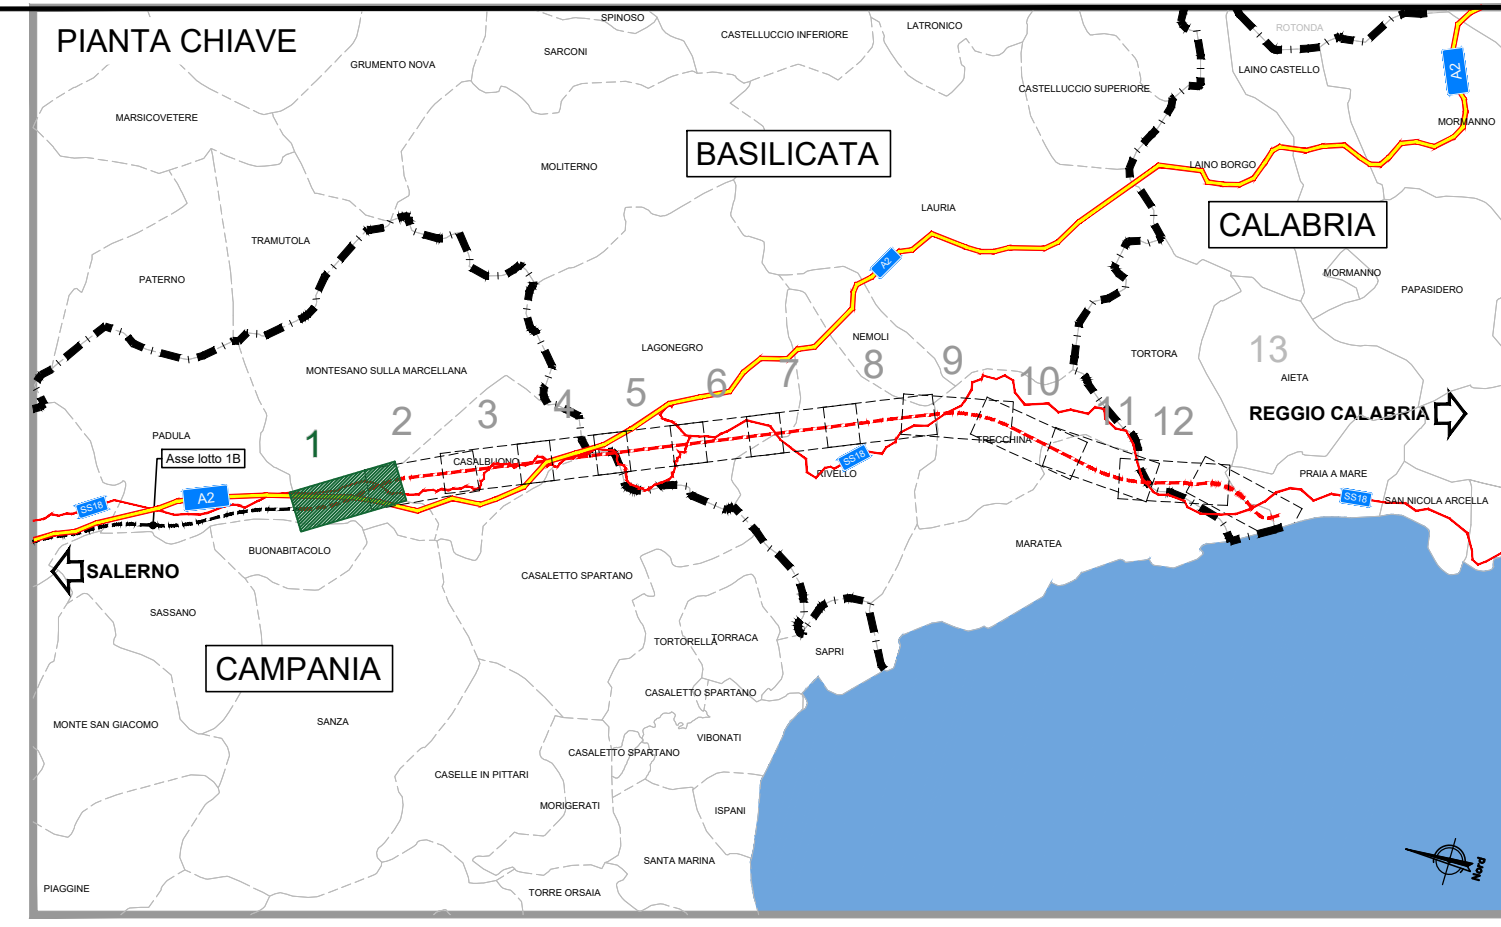 PIANTA CHIAVE
SPINOSO
LATRONICO
ROTONDA
CASTELLUCCIO INFERIORE
SARCONI
GRUMENTO NOVA
LAINO CASTELLO
A2
CASTELLUCCIO SUPERIORE
MARSICOVETERE
MORMANNO
BASILICATA
MOLITERNO
LAINO BORGO
LAURIA
CALABRIA
TRAMUTOLA
A2
MORMANNO
PATERNO
PAPASIDERO
NEMOLI
LAGONEGRO
13
TORTORA
MONTESANO SULLA MARCELLANA
AIETA
1
2
3
4
5
6
7
8
9
10
11
12
REGGIO CALABRIA
PADULA
Asse lotto 1B
TRECCHINA
CASALBUONO
SS18
RIVELLO
PRAIA A MARE
SS18
A2
SS18
SAN NICOLA ARCELLA
BUONABITACOLO
MARATEA
SALERNO
CASALETTO SPARTANO
SASSANO
TORTORELLA
TORRACA
SAPRI
CAMPANIA
CASALETTO SPARTANO
MONTE SAN GIACOMO
SANZA
VIBONATI
CASALETTO SPARTANO
CASELLE IN PITTARI
MORIGERATI
ISPANI
SANTA MARINA
Nord
PIAGGINE
TORRE ORSAIA